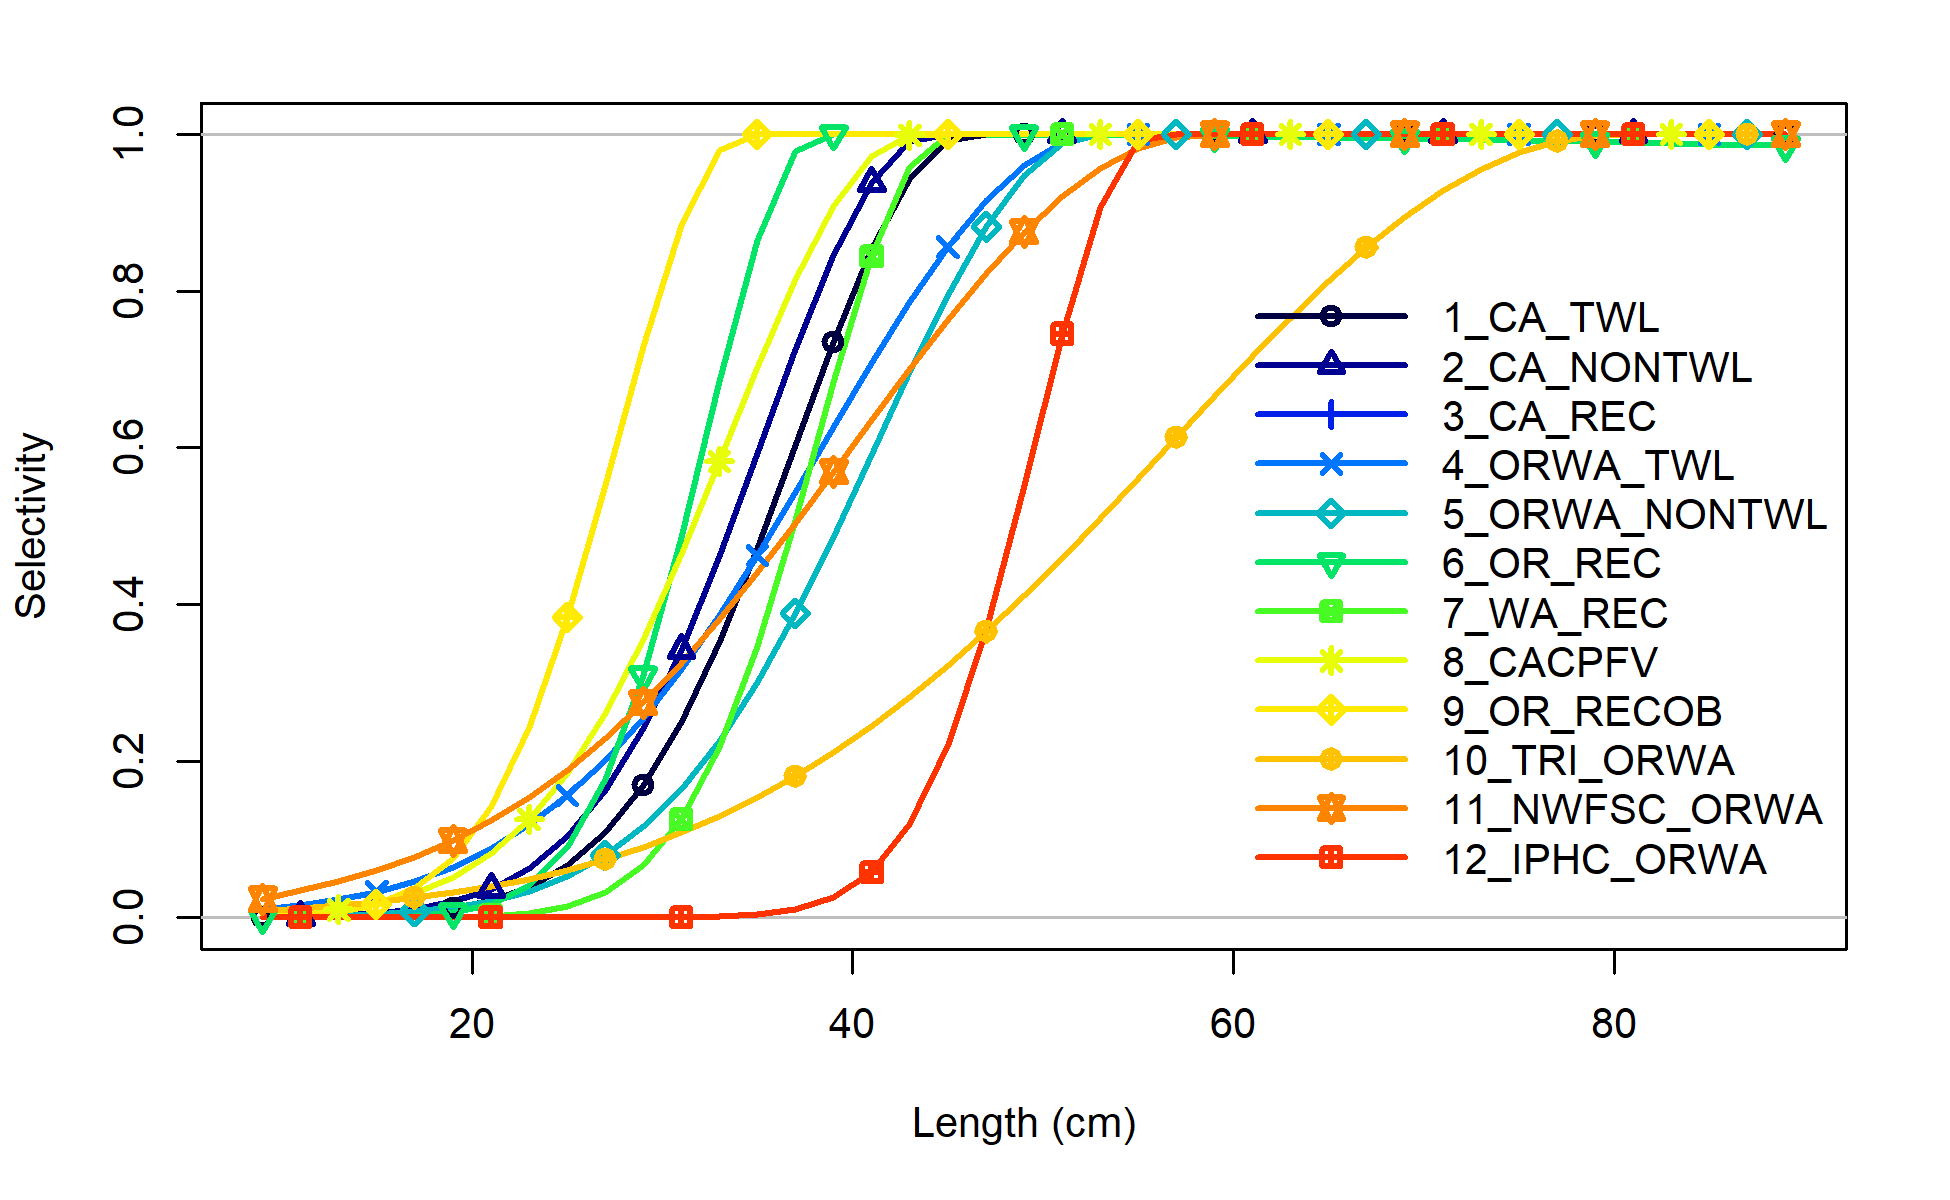 1.0
0.8
0.6
0.4
0.2
0.0
Selectivity
1_CA_TWL
2_CA_NONTWL
3_CA_REC
4_ORWA_TWL
5_ORWA_NONTWL
6_OR_REC
7_WA_REC
8_CACPFV
9_OR_RECOB
10_TRI_ORWA
11_NWFSC_ORWA
12_IPHC_ORWA
20 40 60 80
Length (cm)